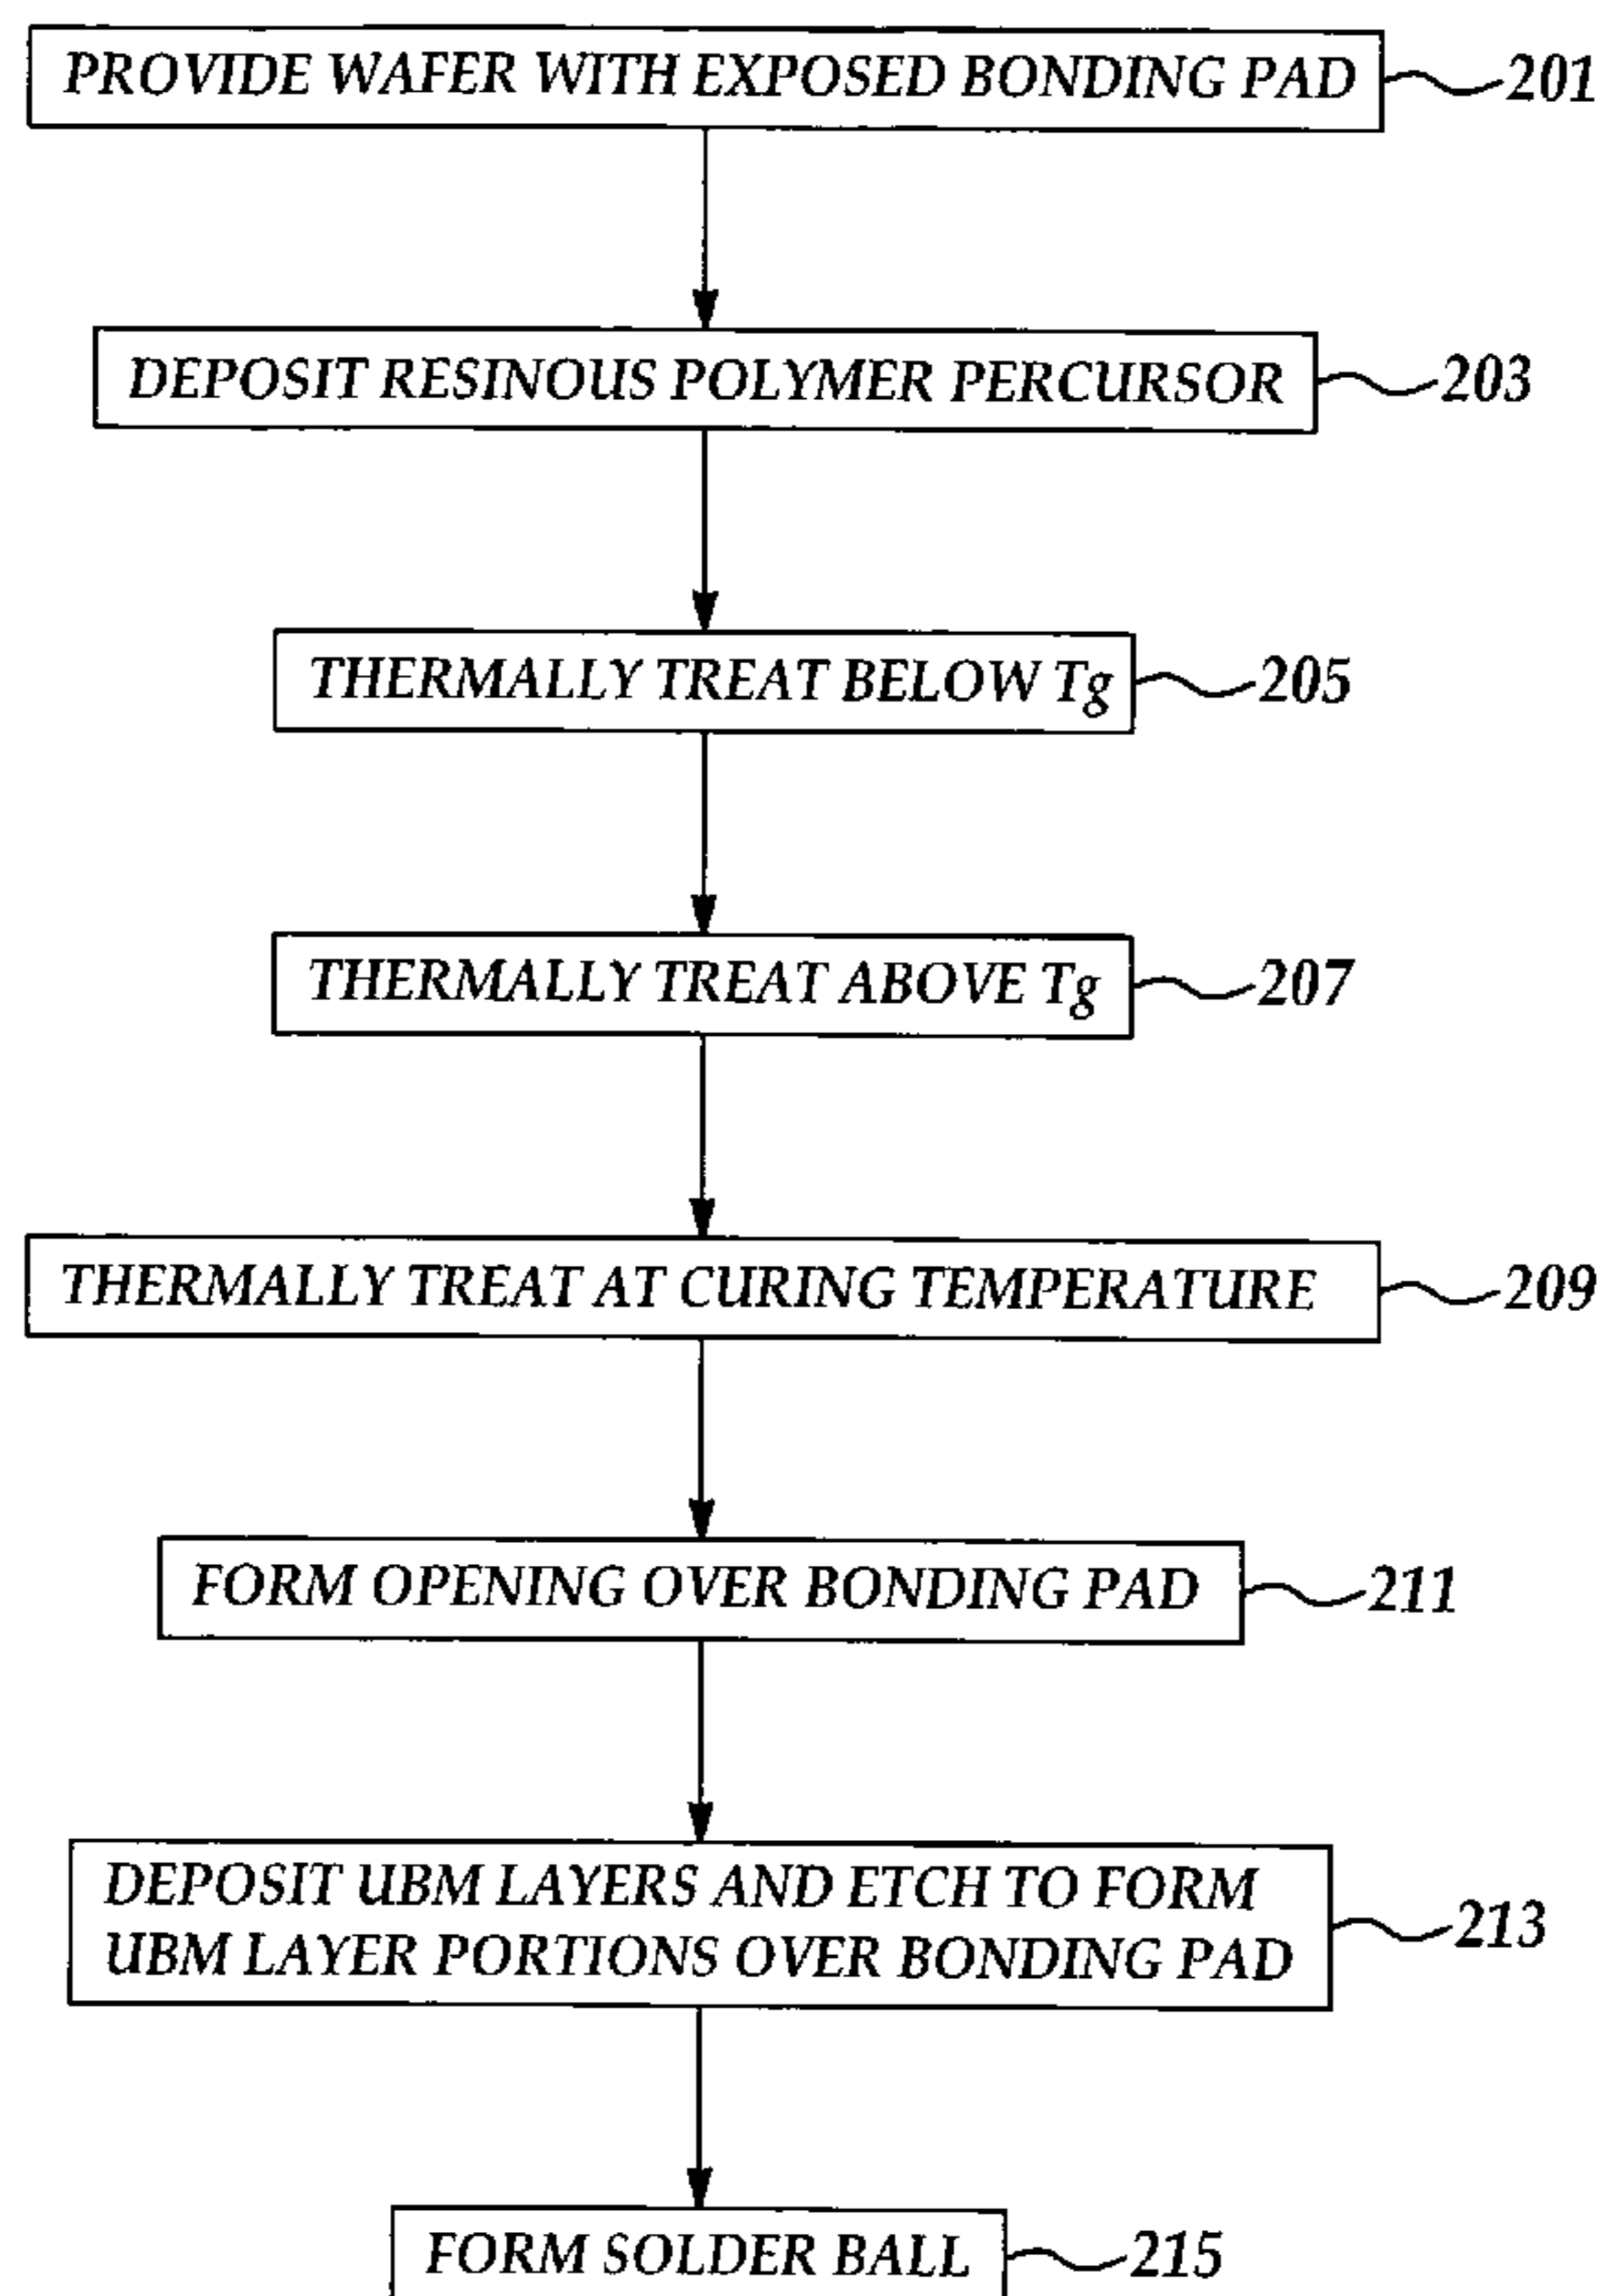 PROVIDE WAFER WITH EXPOSED BONDING PAD 201
DEPOSIT RESINOUS POLYMER PERCURSOR 203
THERMALLY TREAT BELOW Tg 205
THERMALLY TREAT ABOVE Tg 207
THERMALLY TREAT AT CURING TEMPERATURE 209
FORM OPENING OVER BONDING PAD 211
DEPOSIT UBM LAYERS AND ETCH TO FORM
UBM LAYER PORTIONS OVER BONDING PAD 213
FORM SOLDER BALL 215